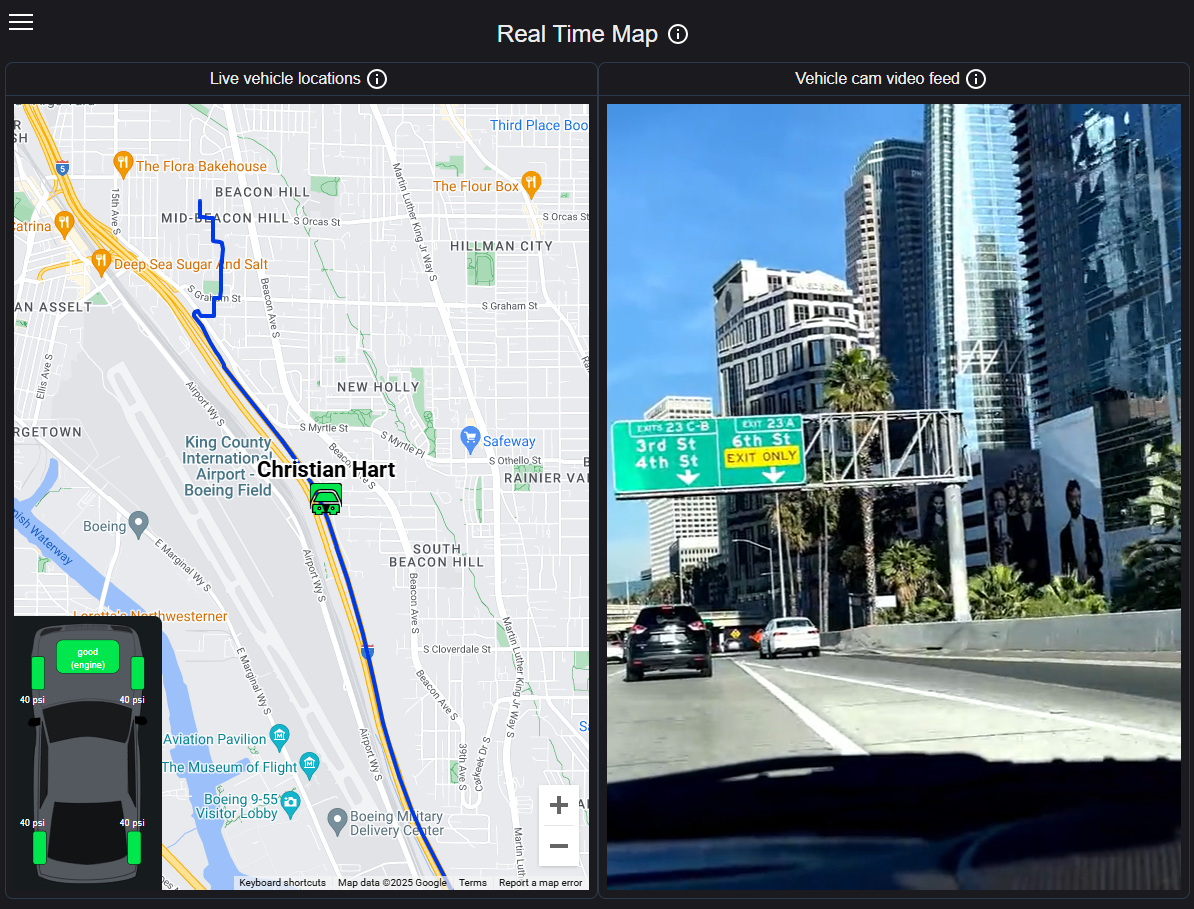 Real Time Map
Live vehicle locations
Vehicle cam video feed
Third Place Boo
5
The Flora Bakehouse
15th Ave S
BEACON HILL
MID-BEACON HILL
S Orcas St
The Flour Box
S Orcas St
Martin Luther King Jr Way S
HILLMAN CITY
atrina
Deep Sea Sugar And Salt
S Graham St
Beacon Ave S
S Graham St
AN ASSELT
Ellis Ave S
Airport Wy S
NEW HOLLY
RGETOWN
S Myrtle St
S Myrtle Pl
Safeway
S Othello St
King County
International
Airport -
Boeing Field
Christian Hart
Beacon Ave S
RAINIER VA
Boeing
E Marginal Wy S
Airport Wy S
SOUTH
BEACON HILL
Beacon Ave S
ish Waterway
Loretta's Northwesterner
good
(engine)
40 psi
40 psi
40 psi
40 psi
E Marginal Wy S
S Cloverdale St
Martin Luther King Jr Way S
Beacon Ave S
Aviation Pavilion
The Museum of Flight
Airport Wy S
39th Ave S
Carkeek Dr S
Boeing 9-55
Visitor Lobby
Boeing Military
Delivery Center
Martin
+
−
Keyboard shortcuts
Map data ©2025 Google
Terms
Report a map error
EXITS 23 C-B
3rd St
4th St
EXIT 23 A
6th St
EXIT ONLY